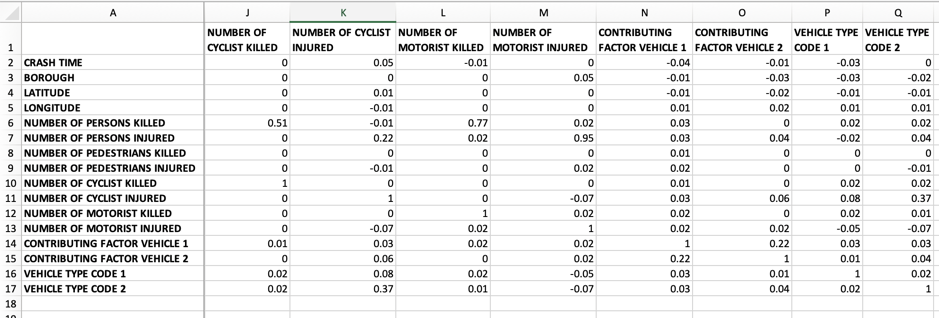 A J K L M N O P Q
1 NUMBER OF CYCLIST KILLED NUMBER OF CYCLIST INJURED NUMBER OF MOTORIST KILLED NUMBER OF MOTORIST INJURED CONTRIBUTING FACTOR VEHICLE 1 CONTRIBUTING FACTOR VEHICLE 2 VEHICLE TYPE CODE 1 VEHICLE TYPE CODE 2
2 CRASH TIME 0 0.05 -0.01 0 -0.04 -0.01 -0.03 0
3 BOROUGH 0 0 0 0.05 -0.01 -0.03 -0.03 -0.02
4 LATITUDE 0 0.01 0 0 -0.01 -0.02 -0.01 -0.01
5 LONGITUDE 0 -0.01 0 0 0.01 0.02 0.01 0.01
6 NUMBER OF PERSONS KILLED 0.51 -0.01 0.77 0.02 0.03 0 0.02 0.02
7 NUMBER OF PERSONS INJURED 0 0.22 0.02 0.95 0.03 0.04 -0.02 0.04
8 NUMBER OF PEDESTRIANS KILLED 0 0 0 0 0.01 0 0 0
9 NUMBER OF PEDESTRIANS INJURED 0 -0.01 0 0.02 0.02 0 0 -0.01
10 NUMBER OF CYCLIST KILLED 1 0 0 0 0.01 0 0.02 0.02
11 NUMBER OF CYCLIST INJURED 0 1 0 -0.07 0.03 0.06 0.08 0.37
12 NUMBER OF MOTORIST KILLED 0 0 1 0.02 0.02 0 0.02 0.01
13 NUMBER OF MOTORIST INJURED 0 -0.07 0.02 1 0.02 0.02 -0.05 -0.07
14 CONTRIBUTING FACTOR VEHICLE 1 0.01 0.03 0.02 0.02 1 0.22 0.03 0.03
15 CONTRIBUTING FACTOR VEHICLE 2 0 0.06 0 0.02 0.22 1 0.01 0.04
16 VEHICLE TYPE CODE 1 0.02 0.08 0.02 -0.05 0.03 0.01 1 0.02
17 VEHICLE TYPE CODE 2 0.02 0.37 0.01 -0.07 0.03 0.04 0.02 1
18